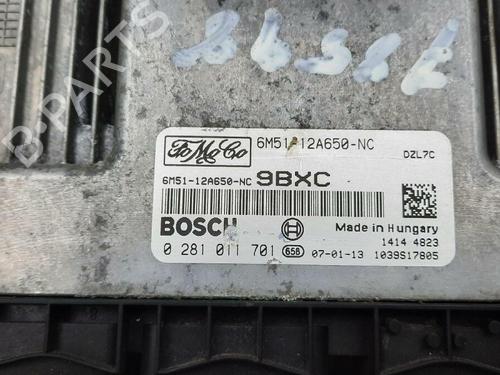 FoMoCo 6M51-12A650-NC DZL7C
6M51-12A650-NC 9BXC
BOSCH Made in Hungary
1414 4823
0 281 011 701 658 07-01-13 1039S17805